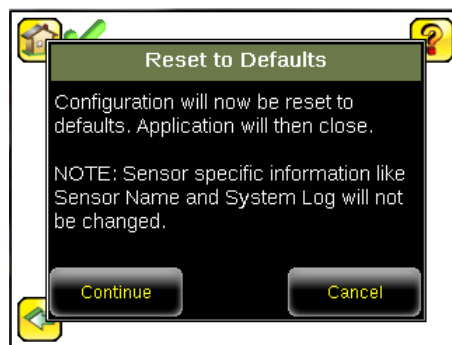 Reset to Defaults
Configuration will now be reset to
defaults. Application will then close.
NOTE: Sensor specific information like
Sensor Name and System Log will not
be changed.
Continue
Cancel
?